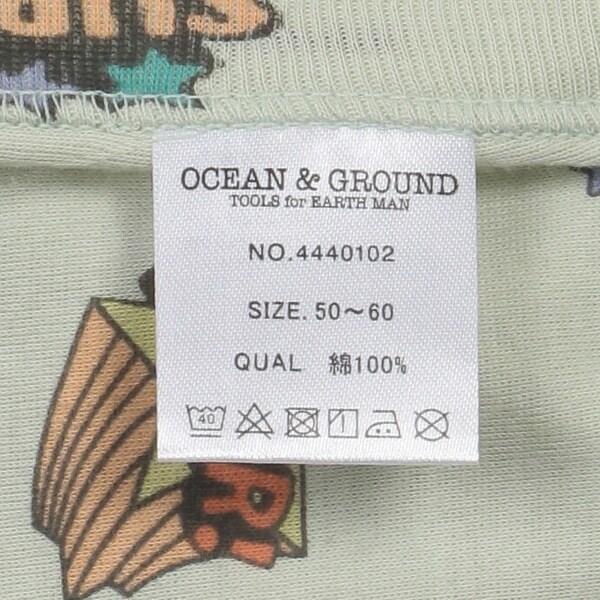 OCEAN & GROUND
TOOLS for EARTH MAN
NO.4440102
SIZE. 50～60
QUAL 綿100%
40
R!